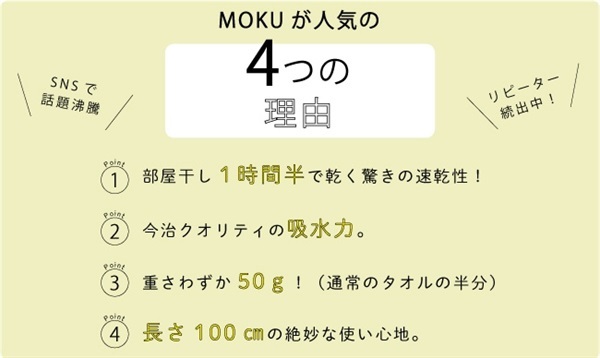 MOKUが人気の
4つの
理由
SNSで
話題沸騰
リピーター
続出中！
Point
1 部屋干し1時間半で乾く驚きの速乾性！
Point
2 今治クオリティの吸水力。
Point
3 重さわずか50g！（通常のタオルの半分）
Point
4 長さ100㎝の絶妙な使い心地。